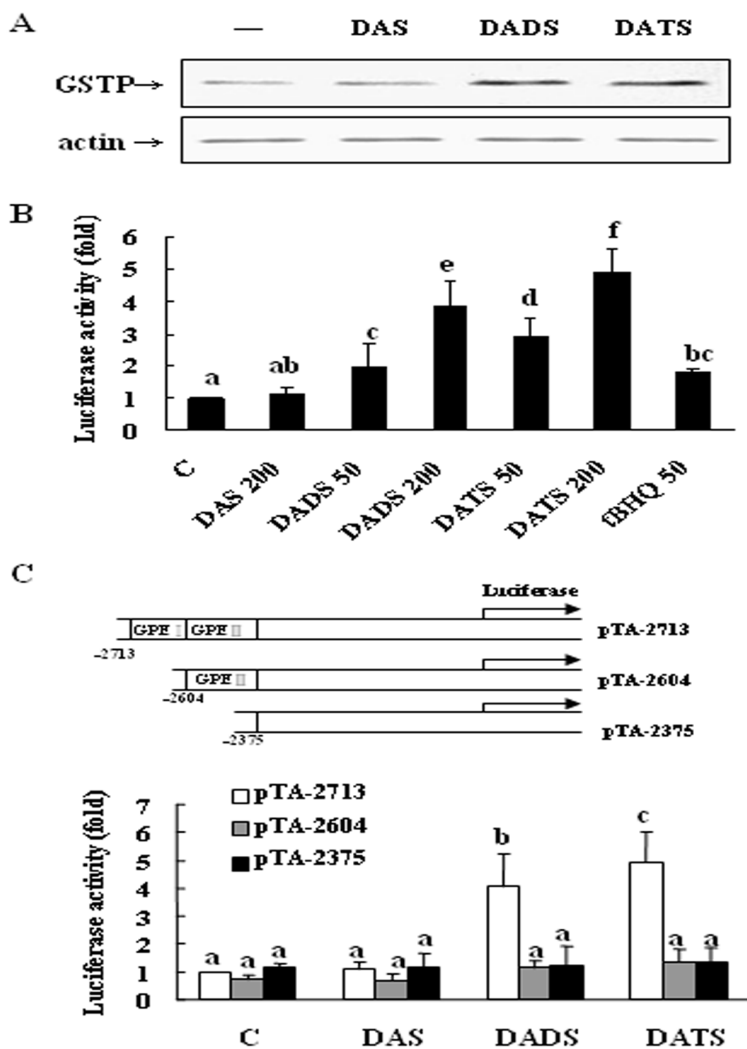 A
— DAS DADS DATS
GSTP→
actin →
B
Luciferase activity (fold)
6
5
4
3
2
1
0
a ab c e d f bc
C DAS 200 DADS 50 DADS 200 DATS 50 DATS 200 tBHQ 50
C
Luciferase
GPE GPE pTA-2713
-2713
GPE pTA-2604
-2604
pTA-2375
-2375
Luciferase activity (fold)
7
6
5
4
3
2
1
0
pTA-2713
pTA-2604
pTA-2375
a a a a a a b a a c a a
C DAS DADS DATS